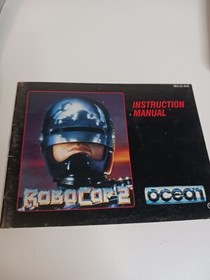 INSTRUCTION
MANUAL
ROBOCOP 2
ocean